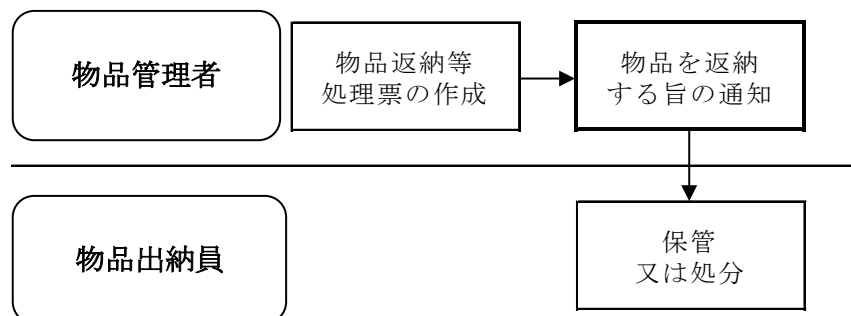 物品管理者
物品返納等
処理票の作成
物品を返納
する旨の通知
物品出納員
保管
又は処分